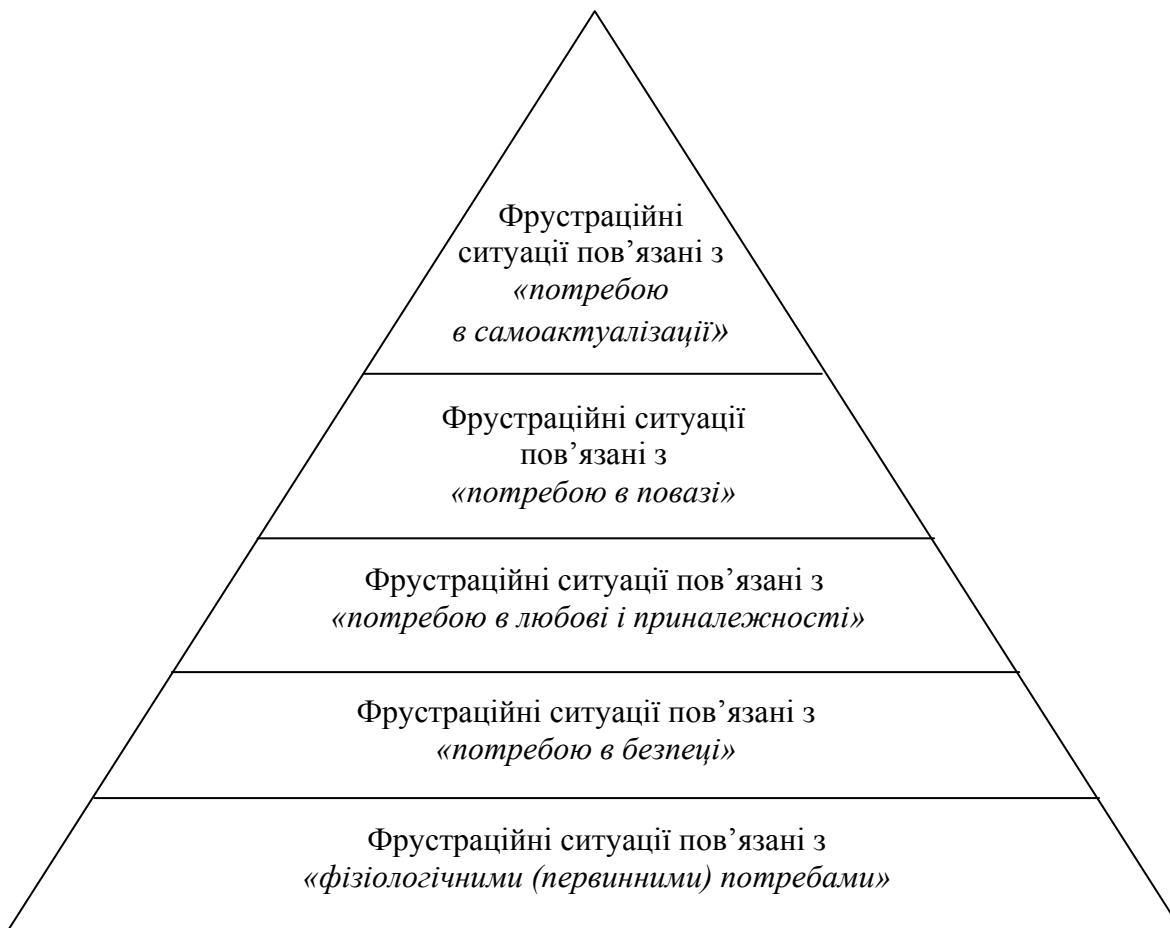 Фрустраційні
ситуації пов’язані з
«потребою
в самоактуалізації»
Фрустраційні ситуації
пов’язані з
«потребою в повазі»
Фрустраційні ситуації пов’язані з
«потребою в любові і приналежності»
Фрустраційні ситуації пов’язані з
«потребою в безпеці»
Фрустраційні ситуації пов’язані з
«фізіологічними (первинними) потребами»